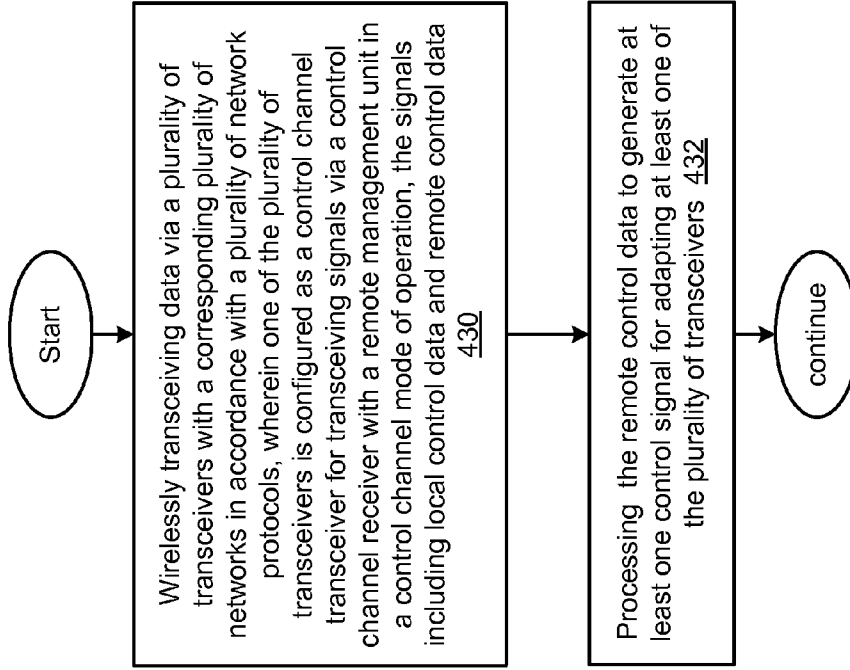 Start
Wirelessly transceiving data via a plurality of
transceivers with a corresponding plurality of
networks in accordance with a plurality of network
protocols, wherein one of the plurality of
transceivers is configured as a control channel
transceiver for transceiving signals via a control
channel receiver with a remote management unit in
a control channel mode of operation, the signals
including local control data and remote control data
430
Processing the remote control data to generate at
least one control signal for adapting at least one of
the plurality of transceivers 432
continue